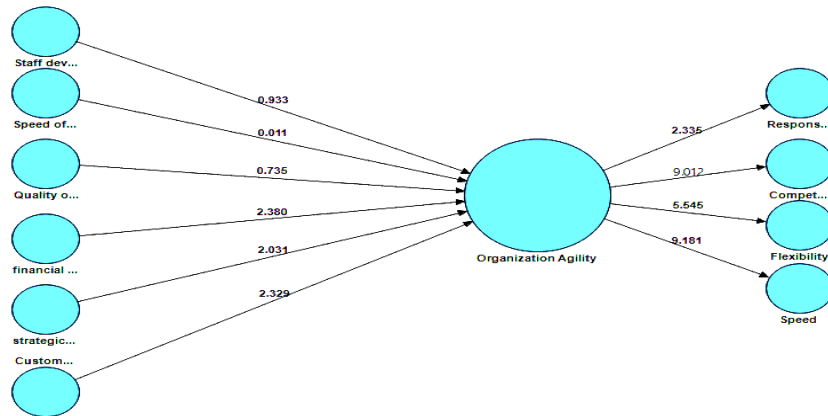 Staff dev...
0.933
Speed of...
0.011
Quality o...
0.735
financial ...
2.380
strategic...
2.031
Custom...
2.329
Organization Agility
2.335
Respons...
9.012
Compet...
5.545
Flexibility
9.181
Speed